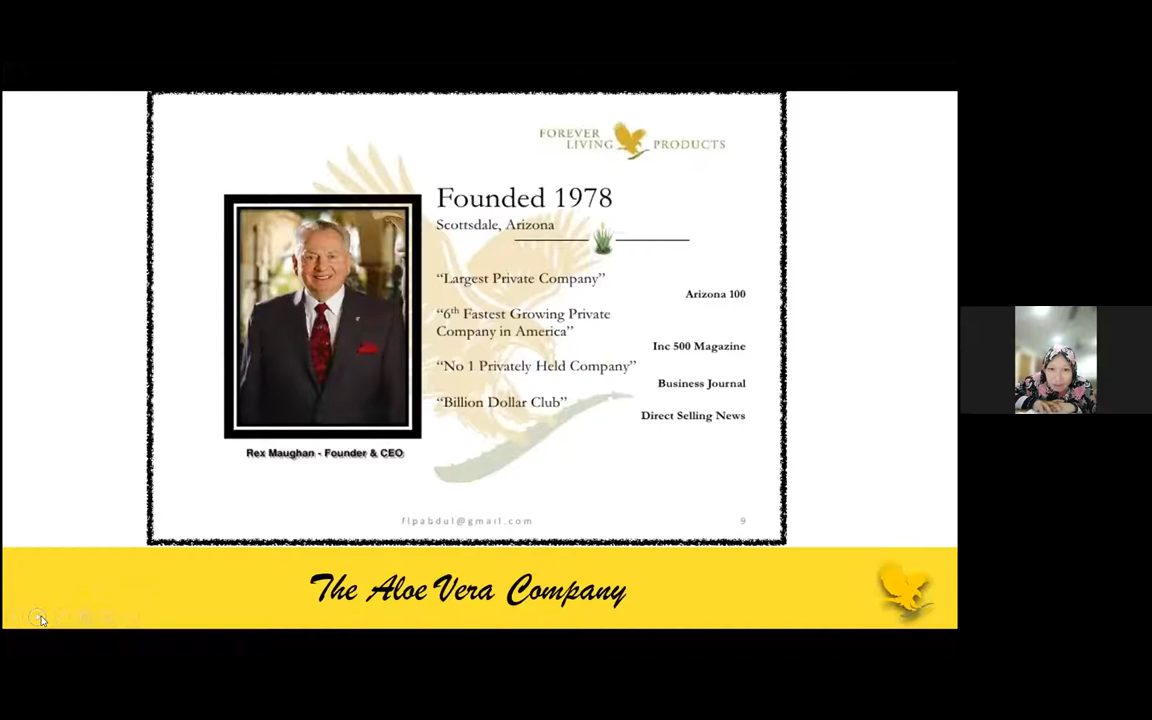 FOREVER
LIVING PRODUCTS
Founded 1978
Scottsdale, Arizona
“Largest Private Company”
Arizona 100
“6th Fastest Growing Private
Company in America”
Inc 500 Magazine
“No 1 Privately Held Company”
Business Journal
“Billion Dollar Club”
Direct Selling News
Rex Maughan - Founder & CEO
flpabdul@gmail.com
9
The Aloe Vera Company